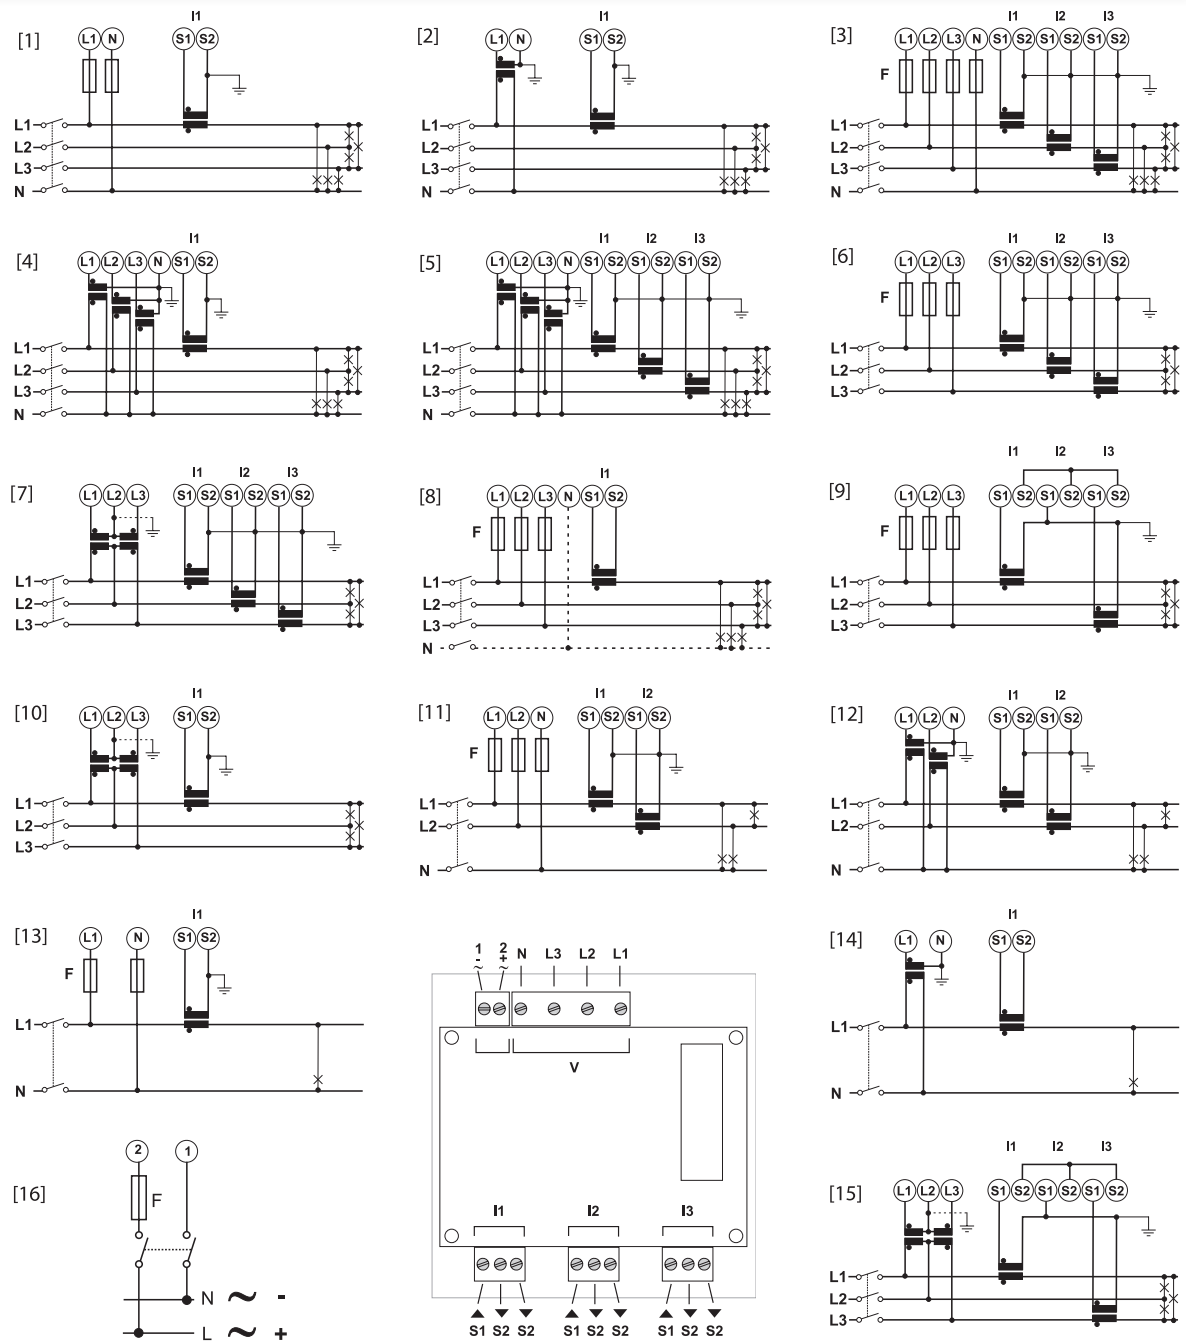 I1
[1] L1 N S1 S2
L1
L2
L3
N
I1
[2] L1 N S1 S2
L1
L2
L3
N
I1 I2 I3
[3] L1 L2 L3 N S1 S2 S1 S2 S1 S2
F
L1
L2
L3
N
I1
[4] L1 L2 L3 N S1 S2
L1
L2
L3
N
I1 I2 I3
[5] L1 L2 L3 N S1 S2 S1 S2 S1 S2
L1
L2
L3
N
I1 I2 I3
[6] L1 L2 L3 S1 S2 S1 S2 S1 S2
F
L1
L2
L3
I1 I2 I3
[7] L1 L2 L3 S1 S2 S1 S2 S1 S2
L1
L2
L3
I1
[8] L1 L2 L3 N S1 S2
F
L1
L2
L3
N
I1 I2 I3
[9] L1 L2 L3 S1 S2 S1 S2 S1 S2
F
L1
L2
L3
I1
[10] L1 L2 L3 S1 S2
L1
L2
L3
I1 I2
[11] L1 L2 N S1 S2 S1 S2
F
L1
L2
N
I1 I2
[12] L1 L2 N S1 S2 S1 S2
L1
L2
N
I1
[13] L1 N S1 S2
F
L1
N
1 2
- +
~ ~
N L3 L2 L1
V
I1 I2 I3
S1 S2 S2 S1 S2 S2 S1 S2 S2
I1
[14] L1 N S1 S2
L1
N
2 1
[16] F
N ~ -
L ~ +
I1 I2 I3
[15] L1 L2 L3 S1 S2 S1 S2 S1 S2
L1
L2
L3